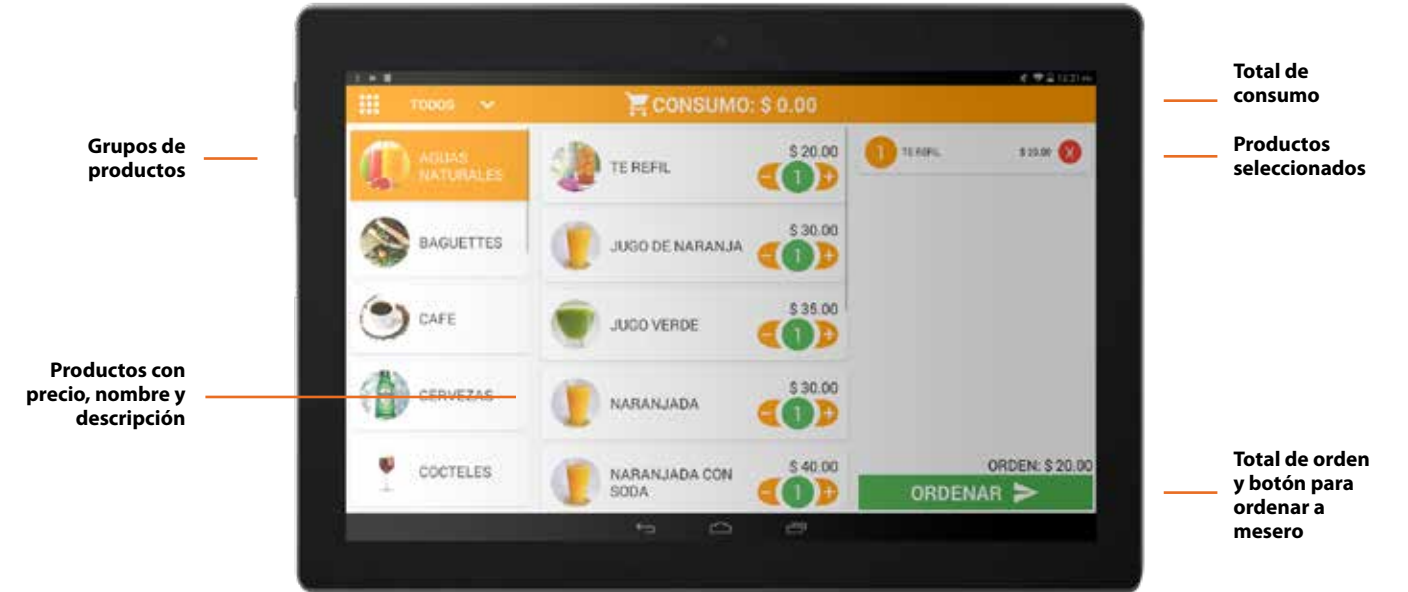 Grupos de
productos
Productos con
precio, nombre y
descripción
TODOS
CONSUMO: $ 0.00
AGUAS
NATURALES
BAGUETTES
CAFE
CERVEZAS
COCTELES
TE REFIL
$ 20.00
1
JUGO DE NARANJA
$ 30.00
1
JUGO VERDE
$ 35.00
1
NARANJADA
$ 30.00
1
NARANJADA CON
SODA
$ 40.00
1
1 TE REFIL $ 20.00 X
ORDEN: $ 20.00
ORDENAR
Total de
consumo
Productos
seleccionados
Total de orden
y botón para
ordenar a
mesero